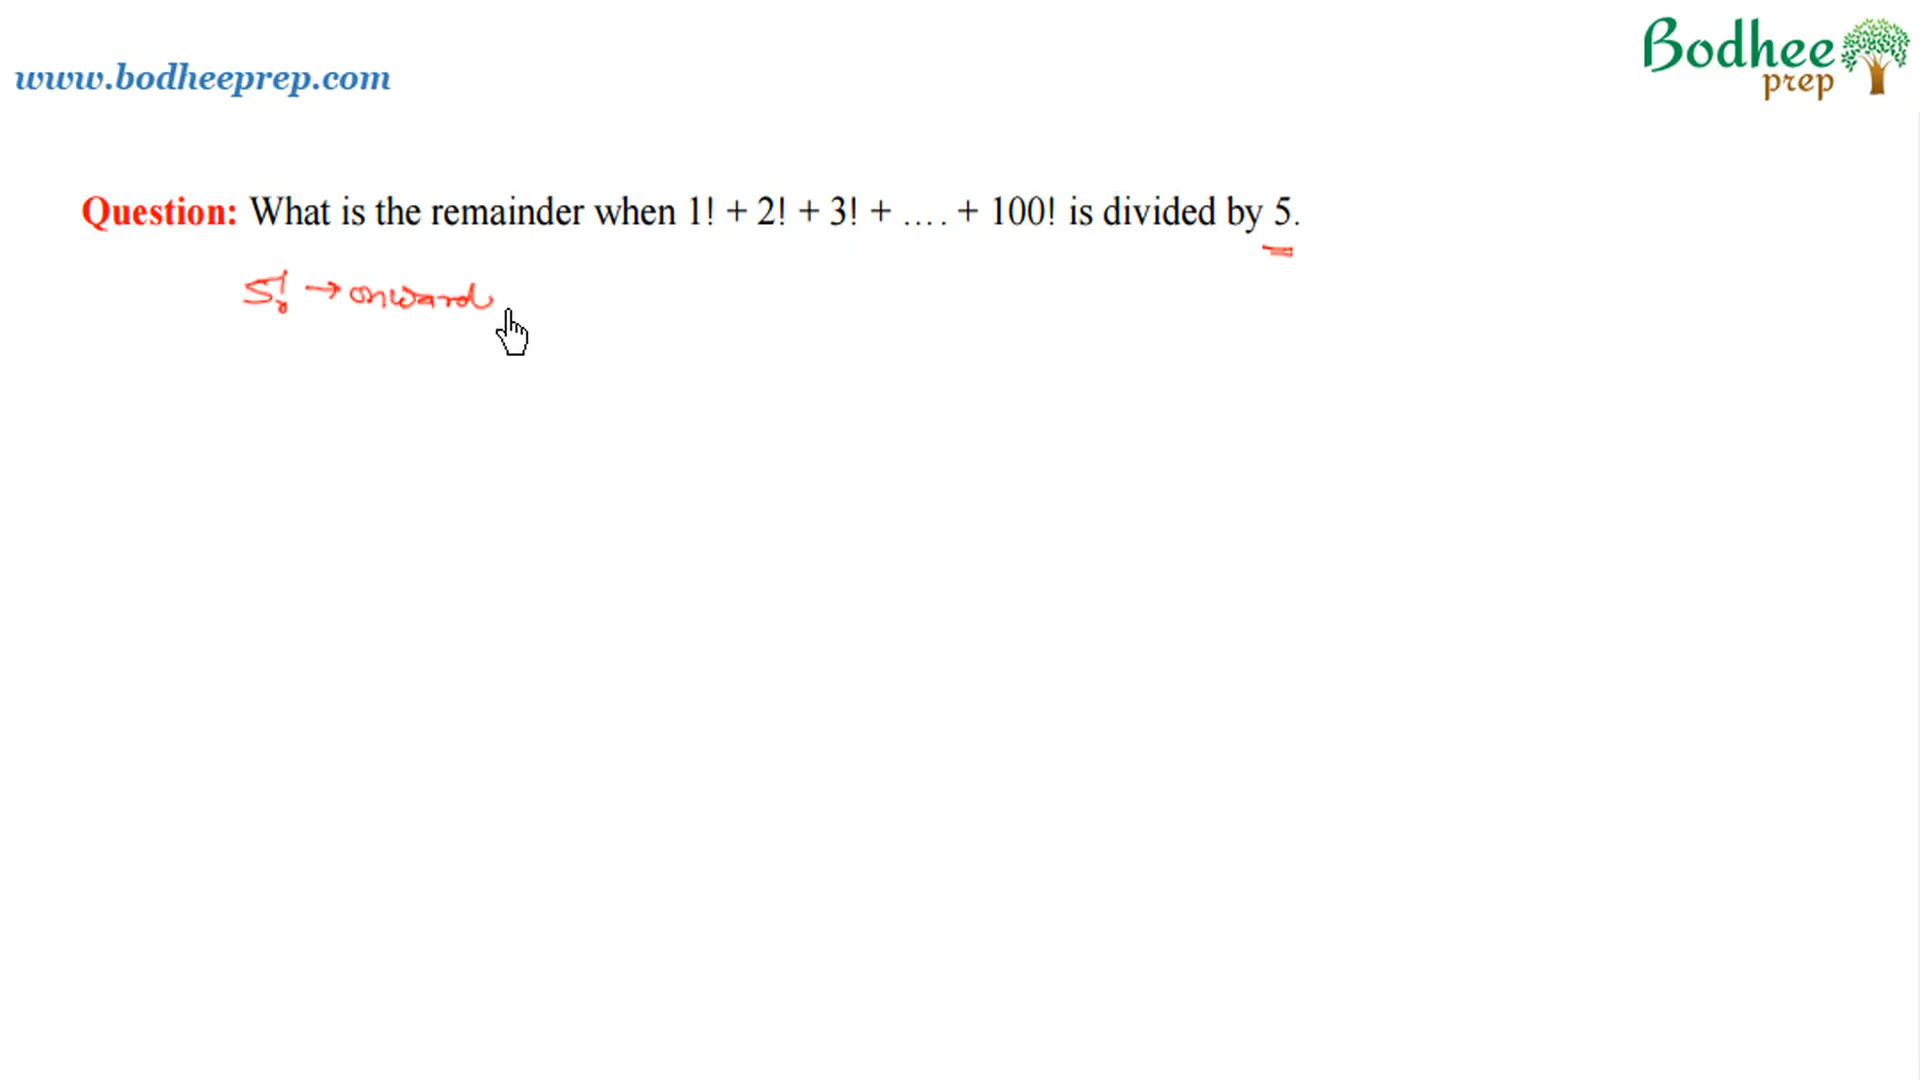 Bodhee
prep
www.bodheeprep.com
Question: What is the remainder when 1! + 2! + 3! + .... + 100! is divided by 5.
5! → onward